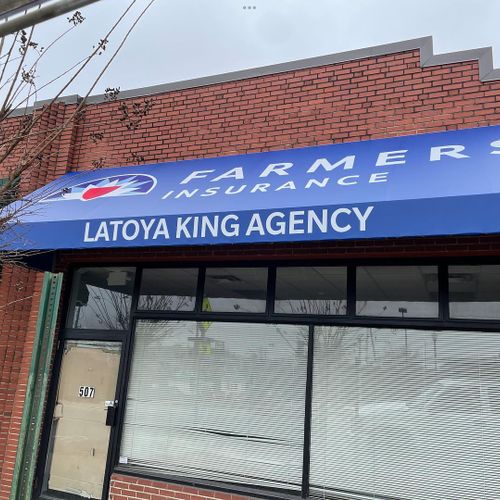 FARMERS
INSURANCE
LATOYA KING AGENCY
507